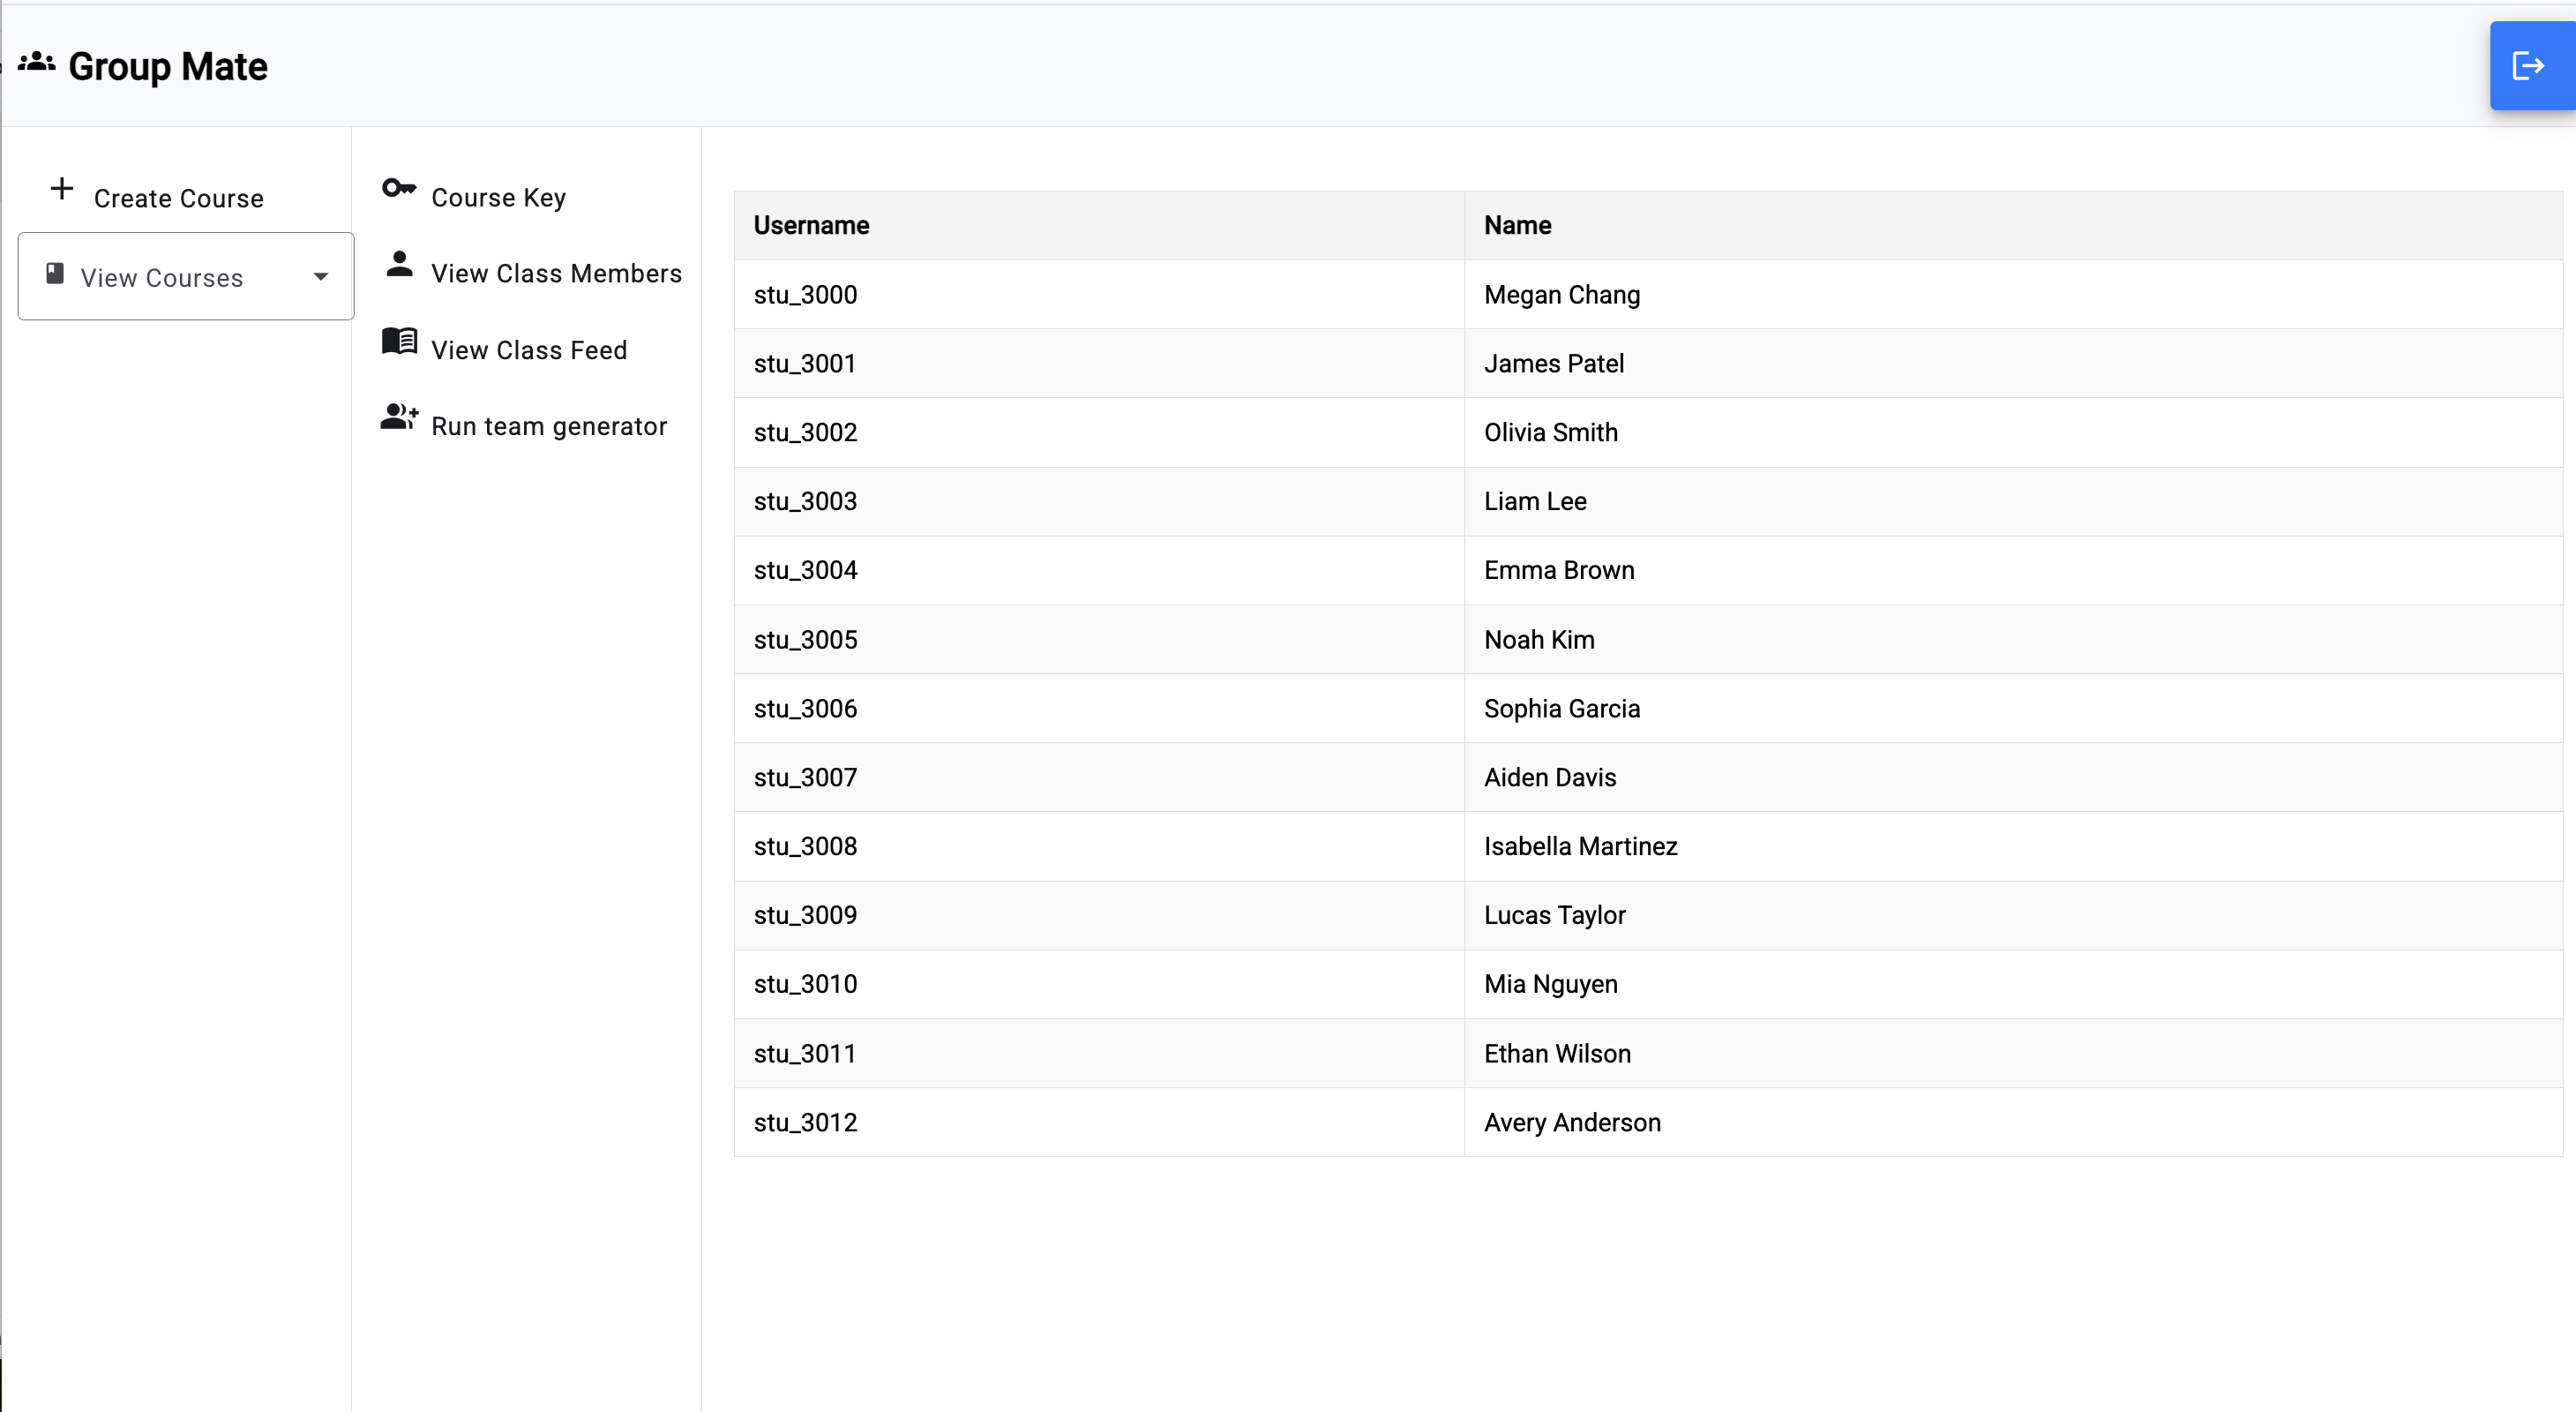 Group Mate
Create Course
View Courses
Course Key
View Class Members
View Class Feed
Run team generator
Username Name
stu_3000 Megan Chang
stu_3001 James Patel
stu_3002 Olivia Smith
stu_3003 Liam Lee
stu_3004 Emma Brown
stu_3005 Noah Kim
stu_3006 Sophia Garcia
stu_3007 Aiden Davis
stu_3008 Isabella Martinez
stu_3009 Lucas Taylor
stu_3010 Mia Nguyen
stu_3011 Ethan Wilson
stu_3012 Avery Anderson